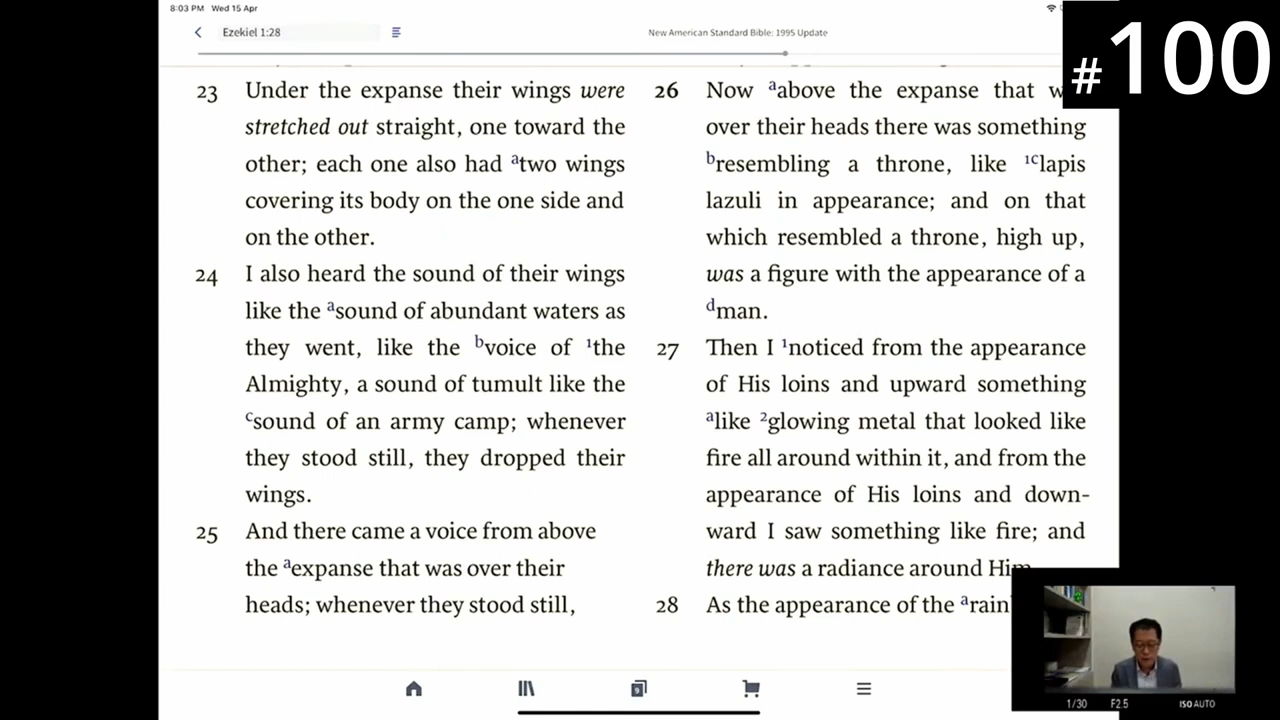 8:03 PM Wed 15 Apr
Ezekiel 1:28
New American Standard Bible: 1995 Update
#100
23 Under the expanse their wings were
stretched out straight, one toward the
other; each one also had ᵃtwo wings
covering its body on the one side and
on the other.
24 I also heard the sound of their wings
like the ᵃsound of abundant waters as
they went, like the ᵇvoice of ¹the
Almighty, a sound of tumult like the
ᶜsound of an army camp; whenever
they stood still, they dropped their
wings.
25 And there came a voice from above
the ᵃexpanse that was over their
heads; whenever they stood still,
26 Now ᵃabove the expanse that
over their heads there was something
ᵇresembling a throne, like ¹ᶜlapis
lazuli in appearance; and on that
which resembled a throne, high up,
was a figure with the appearance of a
ᵈman.
27 Then I ¹noticed from the appearance
of His loins and upward something
ᵃlike ²glowing metal that looked like
fire all around within it, and from the
appearance of His loins and down-
ward I saw something like fire; and
there was a radiance around Him
28 As the appearance of the ᵃrain
1/30 F2.5 ISO AUTO